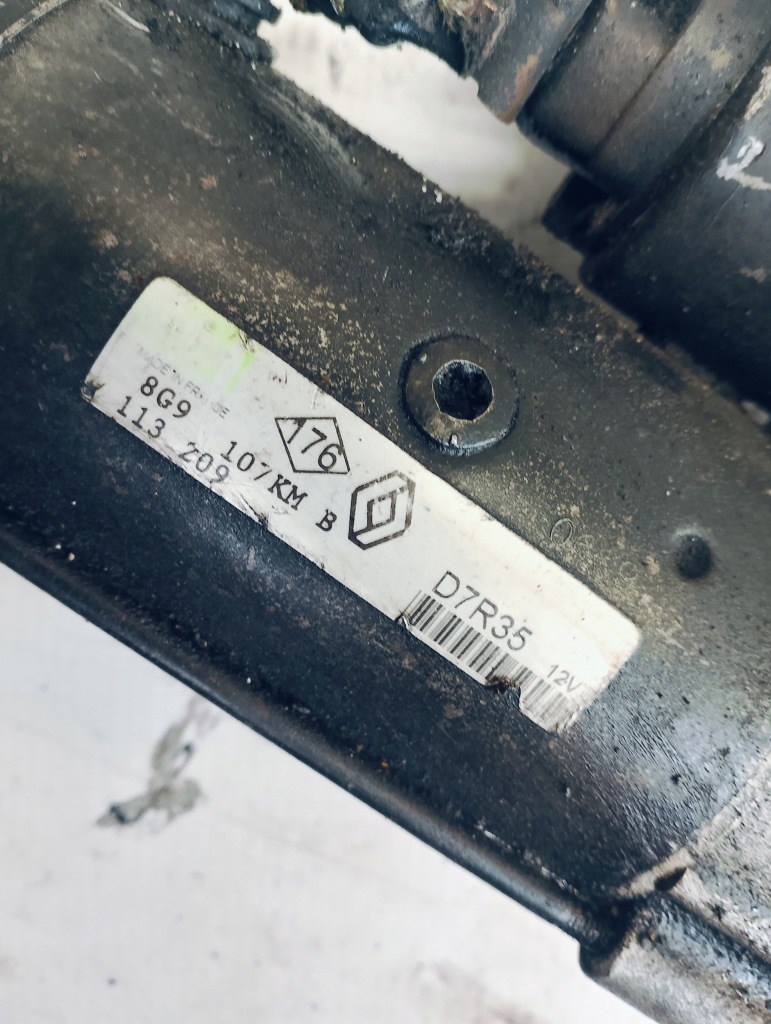 MADE IN FRANCE
8G9 107KM B
113 209
176
D7R35
12V